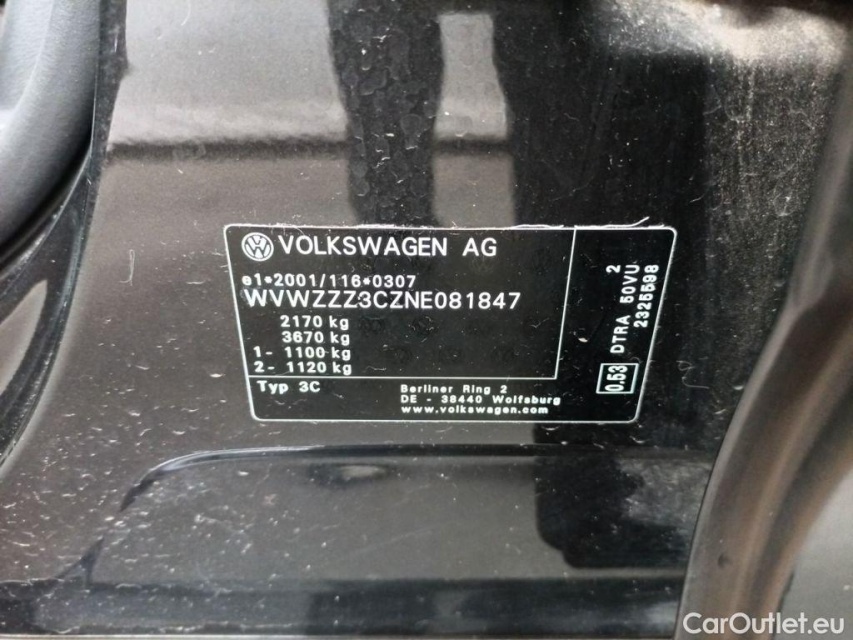 VOLKSWAGEN AG
e1*2001/116*0307
WVWZZZ3CZNE081847
2170 kg
3670 kg
1- 1100 kg
2- 1120 kg
Typ 3C
Berliner Ring 2
DE - 38440 Wolfsburg
www.volkswagen.com
2
DTRA 50VU
2325598
0.53
CarOutlet.eu